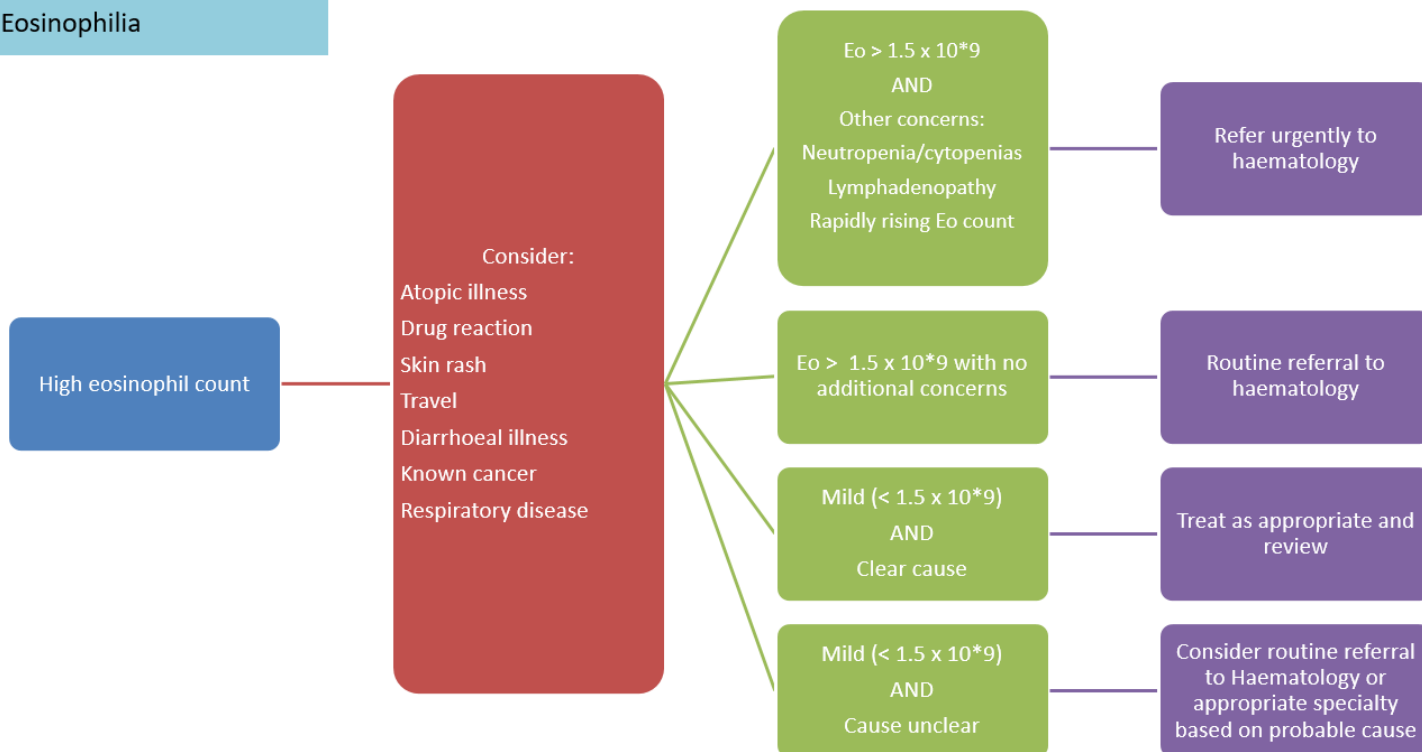 Eosinophilia
High eosinophil count
Consider:
Atopic illness
Drug reaction
Skin rash
Travel
Diarrhoeal illness
Known cancer
Respiratory disease
Eo > 1.5 x 10*9
AND
Other concerns:
Neutropenia/cytopenias
Lymphadenopathy
Rapidly rising Eo count
Refer urgently to
haematology
Eo >  1.5 x 10*9 with no
additional concerns
Routine referral to
haematology
Mild (< 1.5 x 10*9)
AND
Clear cause
Treat as appropriate and
review
Mild (< 1.5 x 10*9)
AND
Cause unclear
Consider routine referral
to Haematology or
appropriate specialty
based on probable cause